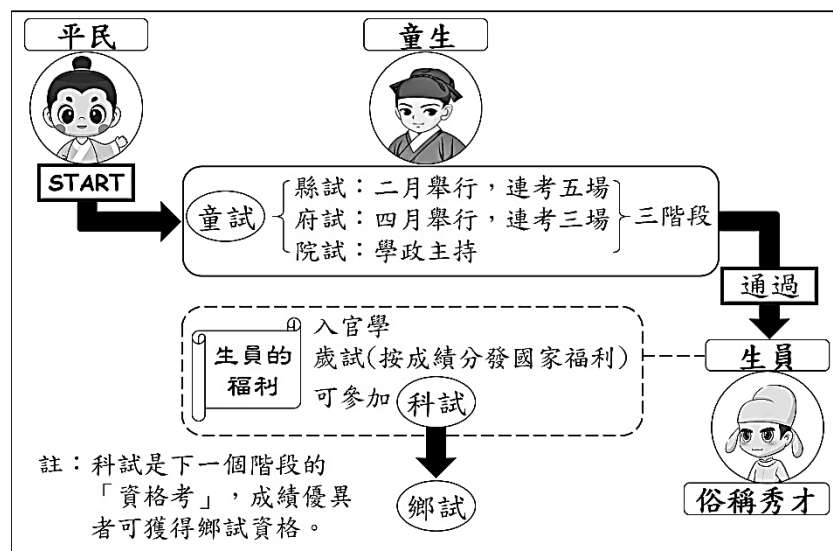 平民
童生
START
童試
縣試：二月舉行，連考五場
府試：四月舉行，連考三場
院試：學政主持
三階段
通過
生員
俗稱秀才
生員的
福利
入官學
歲試(按成績分發國家福利)
可參加 科試
鄉試
註：科試是下一個階段的
「資格考」，成績優異
者可獲得鄉試資格。